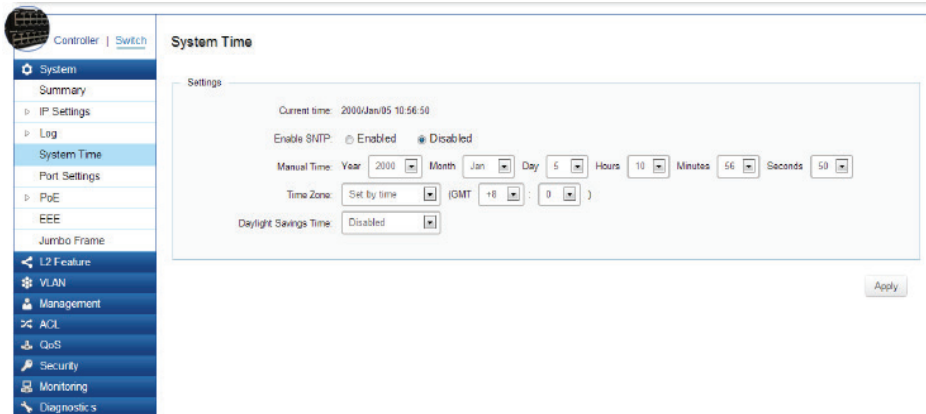 Controller | Switch
System Time
System
Summary
IP Settings
Log
System Time
Port Settings
PoE
EEE
Jumbo Frame
L2 Feature
VLAN
Management
ACL
QoS
Security
Monitoring
Diagnostics
Settings
Current time: 2000/Jan/05 10:56:50
Enable SNTP: Enabled Disabled
Manual Time: Year 2000 Month Jan Day 5 Hours 10 Minutes 56 Seconds 50
Time Zone: Set by time (GMT +8 : 0 )
Daylight Savings Time: Disabled
Apply